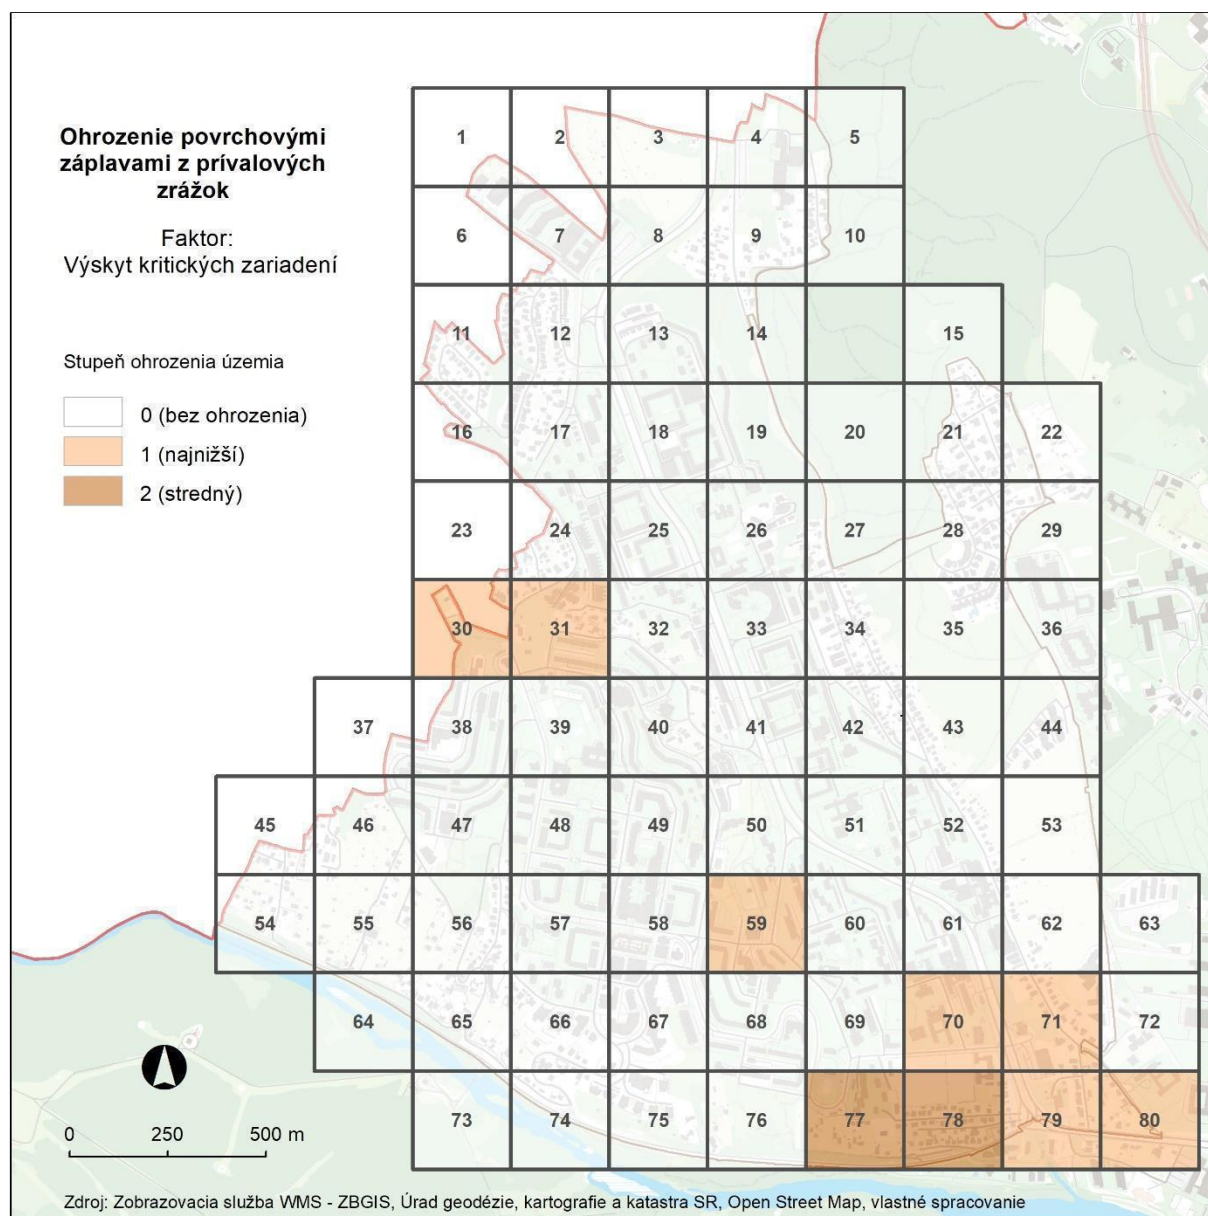 Ohrozenie povrchovými
záplavami z prívalových
zrážok
Faktor:
Výskyt kritických zariadení
Stupeň ohrozenia územia
0 (bez ohrozenia)
1 (najnižší)
2 (stredný)
1 2 3 4 5
6 7 8 9 10
11 12 13 14 15
16 17 18 19 20 21 22
23 24 25 26 27 28 29
30 31 32 33 34 35 36
37 38 39 40 41 42 43 44
45 46 47 48 49 50 51 52 53
54 55 56 57 58 59 60 61 62 63
64 65 66 67 68 69 70 71 72
73 74 75 76 77 78 79 80
0 250 500 m
Zdroj: Zobrazovacia služba WMS - ZBGIS, Úrad geodézie, kartografie a katastra SR, Open Street Map, vlastné spracovanie